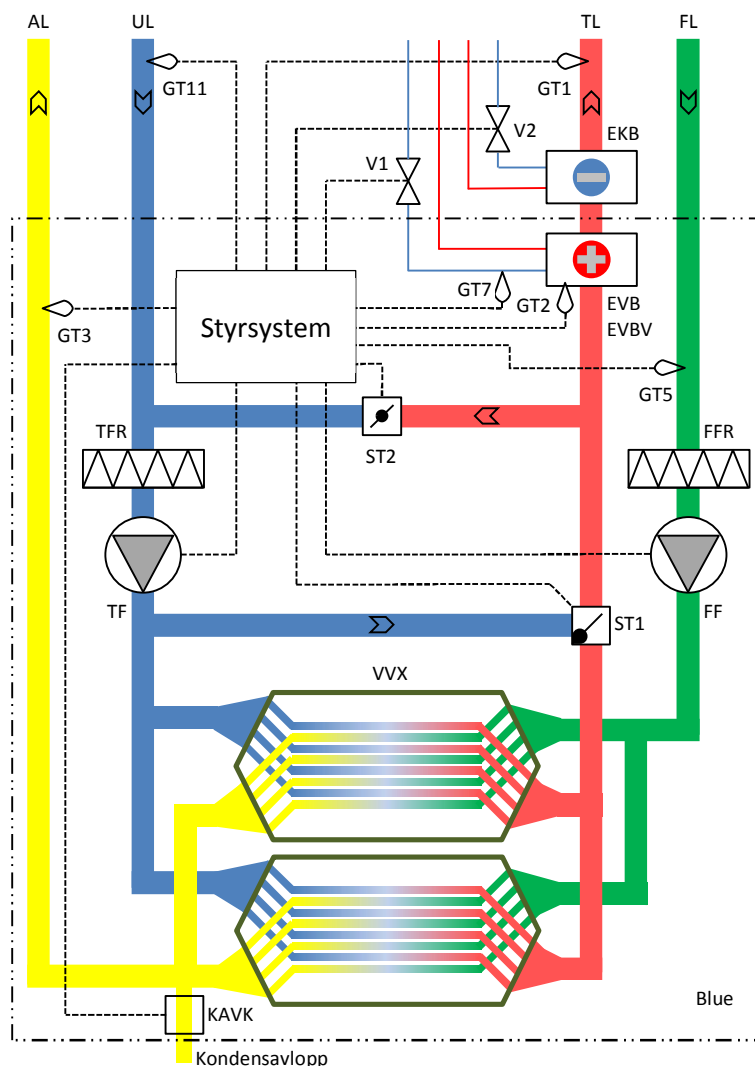 AL
UL
TL
FL
GT11
GT1
V2
EKB
V1
GT7
GT2
EVB
EVBV
GT3
Styrsystem
GT5
TFR
FFR
ST2
TF
ST1
FF
VVX
Blue
KAVK
Kondensavlopp